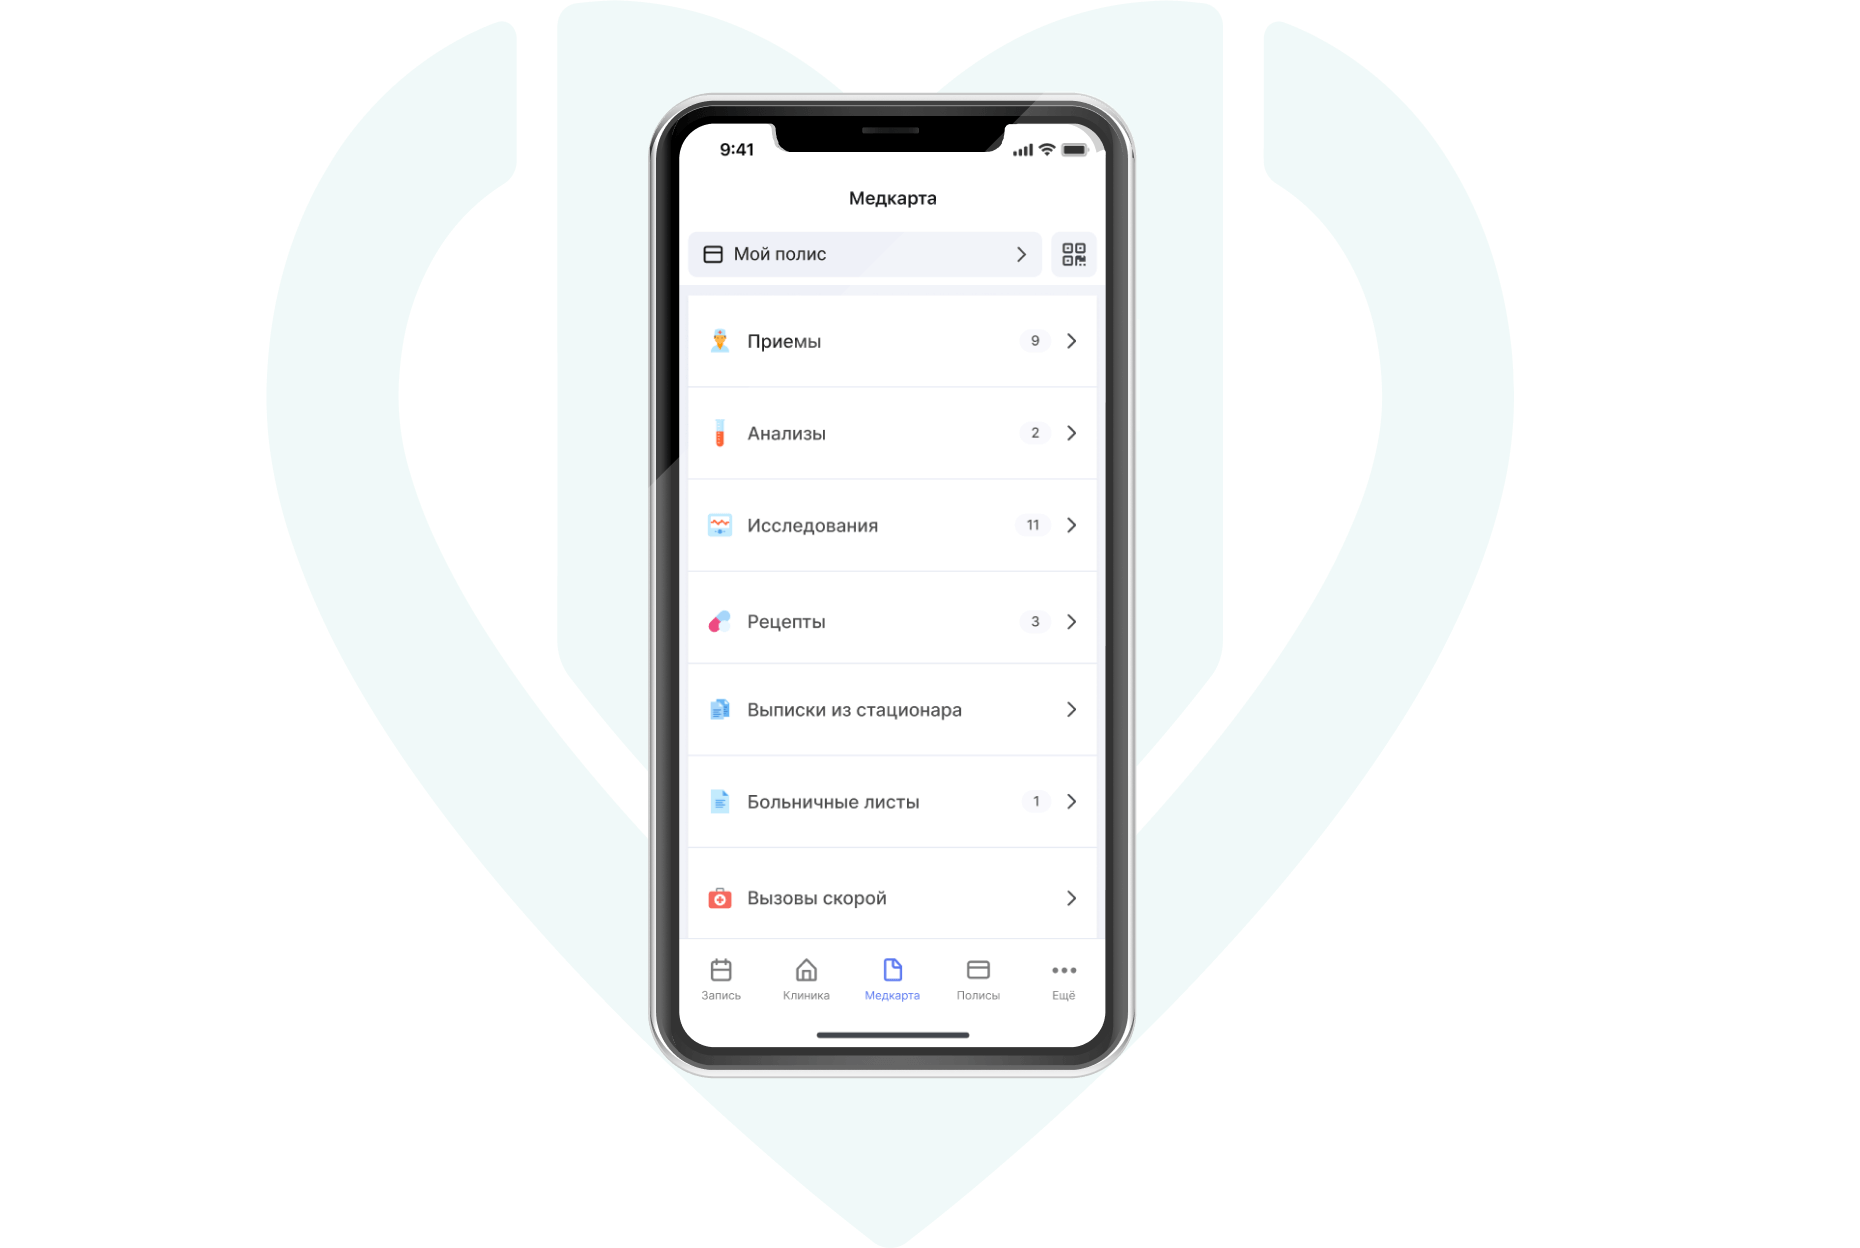 9:41
Медкарта
Мой полис
Приемы 9
Анализы 2
Исследования 11
Рецепты 3
Выписки из стационара
Больничные листы 1
Вызовы скорой
Запись Клиника Медкарта Полисы Ещё